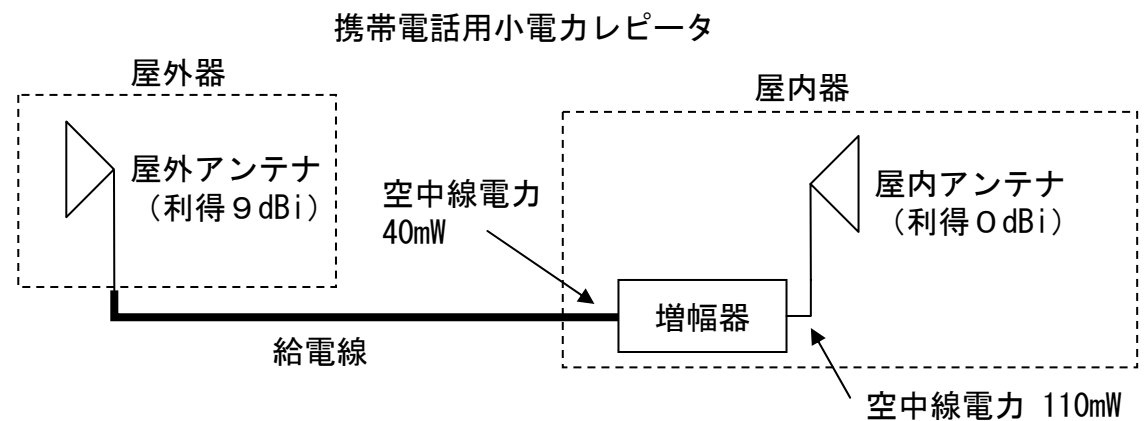 携帯電話用小電力レピータ
屋外器
屋内器
屋外アンテナ
（利得９dBi）
空中線電力
40mW
屋内アンテナ
（利得０dBi）
増幅器
給電線
空中線電力 110mW